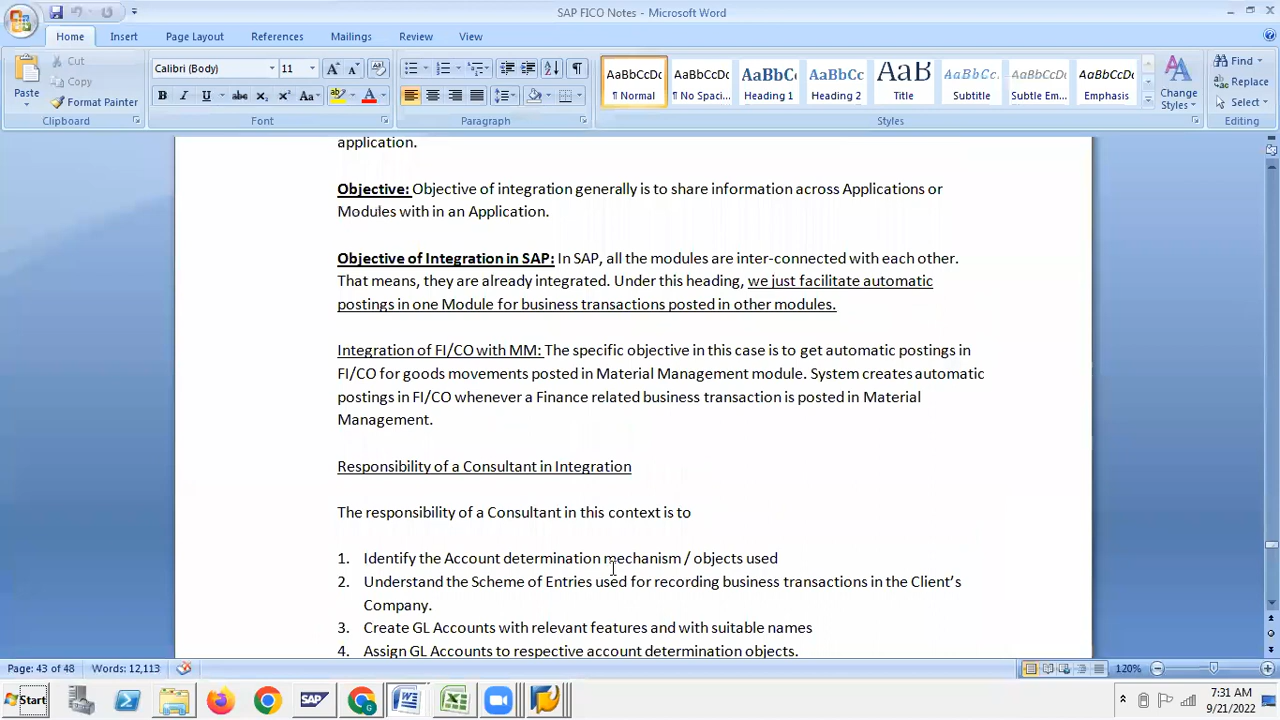 SAP FICO Notes - Microsoft Word
Home Insert Page Layout References Mailings Review View
Cut
Copy
Format Painter
Paste
Clipboard
Calibri (Body) 11
Font
Paragraph
AaBbCcDc AaBbCcDc AaBbC AaBbCc AaB AaBbCc. AaBbCcDc AaBbCcDc
¶ Normal ¶ No Spaci... Heading 1 Heading 2 Title Subtitle Subtle Em... Emphasis
Change Styles
Styles
Find
Replace
Select
Editing
application.
Objective: Objective of integration generally is to share information across Applications or
Modules with in an Application.
Objective of Integration in SAP: In SAP, all the modules are inter-connected with each other.
That means, they are already integrated. Under this heading, we just facilitate automatic
postings in one Module for business transactions posted in other modules.
Integration of FI/CO with MM: The specific objective in this case is to get automatic postings in
FI/CO for goods movements posted in Material Management module. System creates automatic
postings in FI/CO whenever a Finance related business transaction is posted in Material
Management.
Responsibility of a Consultant in Integration
The responsibility of a Consultant in this context is to
1. Identify the Account determination mechanism / objects used
2. Understand the Scheme of Entries used for recording business transactions in the Client’s
Company.
3. Create GL Accounts with relevant features and with suitable names
4. Assign GL Accounts to respective account determination objects.
Page: 43 of 48 Words: 12,113 120%
Start SAP 7:31 AM
9/21/2022